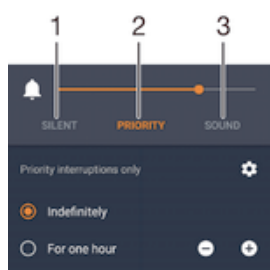 1 2 3
SILENT PRIORITY SOUND
Priority interruptions only
Indefinitely
For one hour